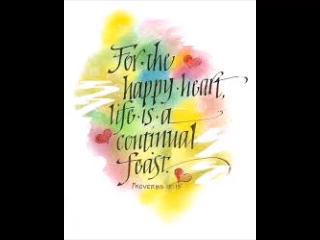 For·the
happy·heart,
life·is·a
continual
feast.
PROVERBS 15:15